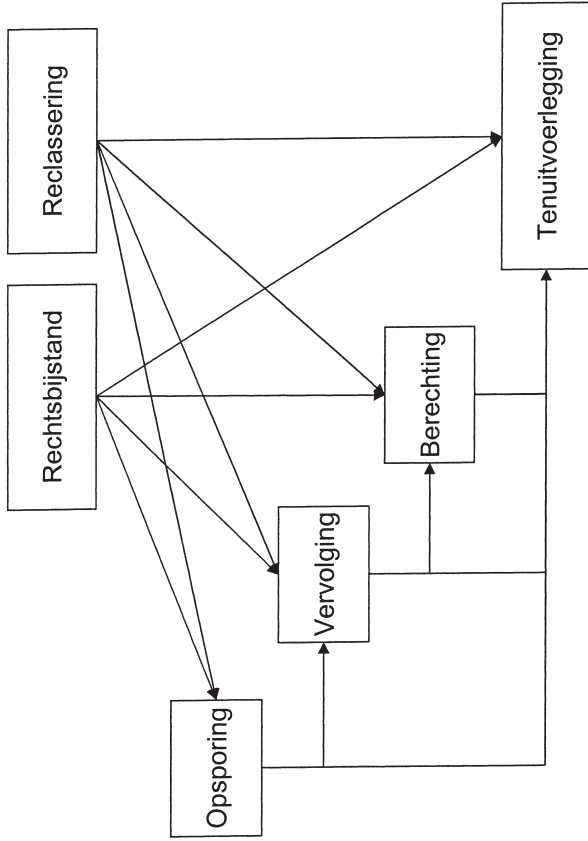 Rechtsbijstand
Reclassering
Opsporing
Vervolging
Berechting
Tenuitvoerlegging